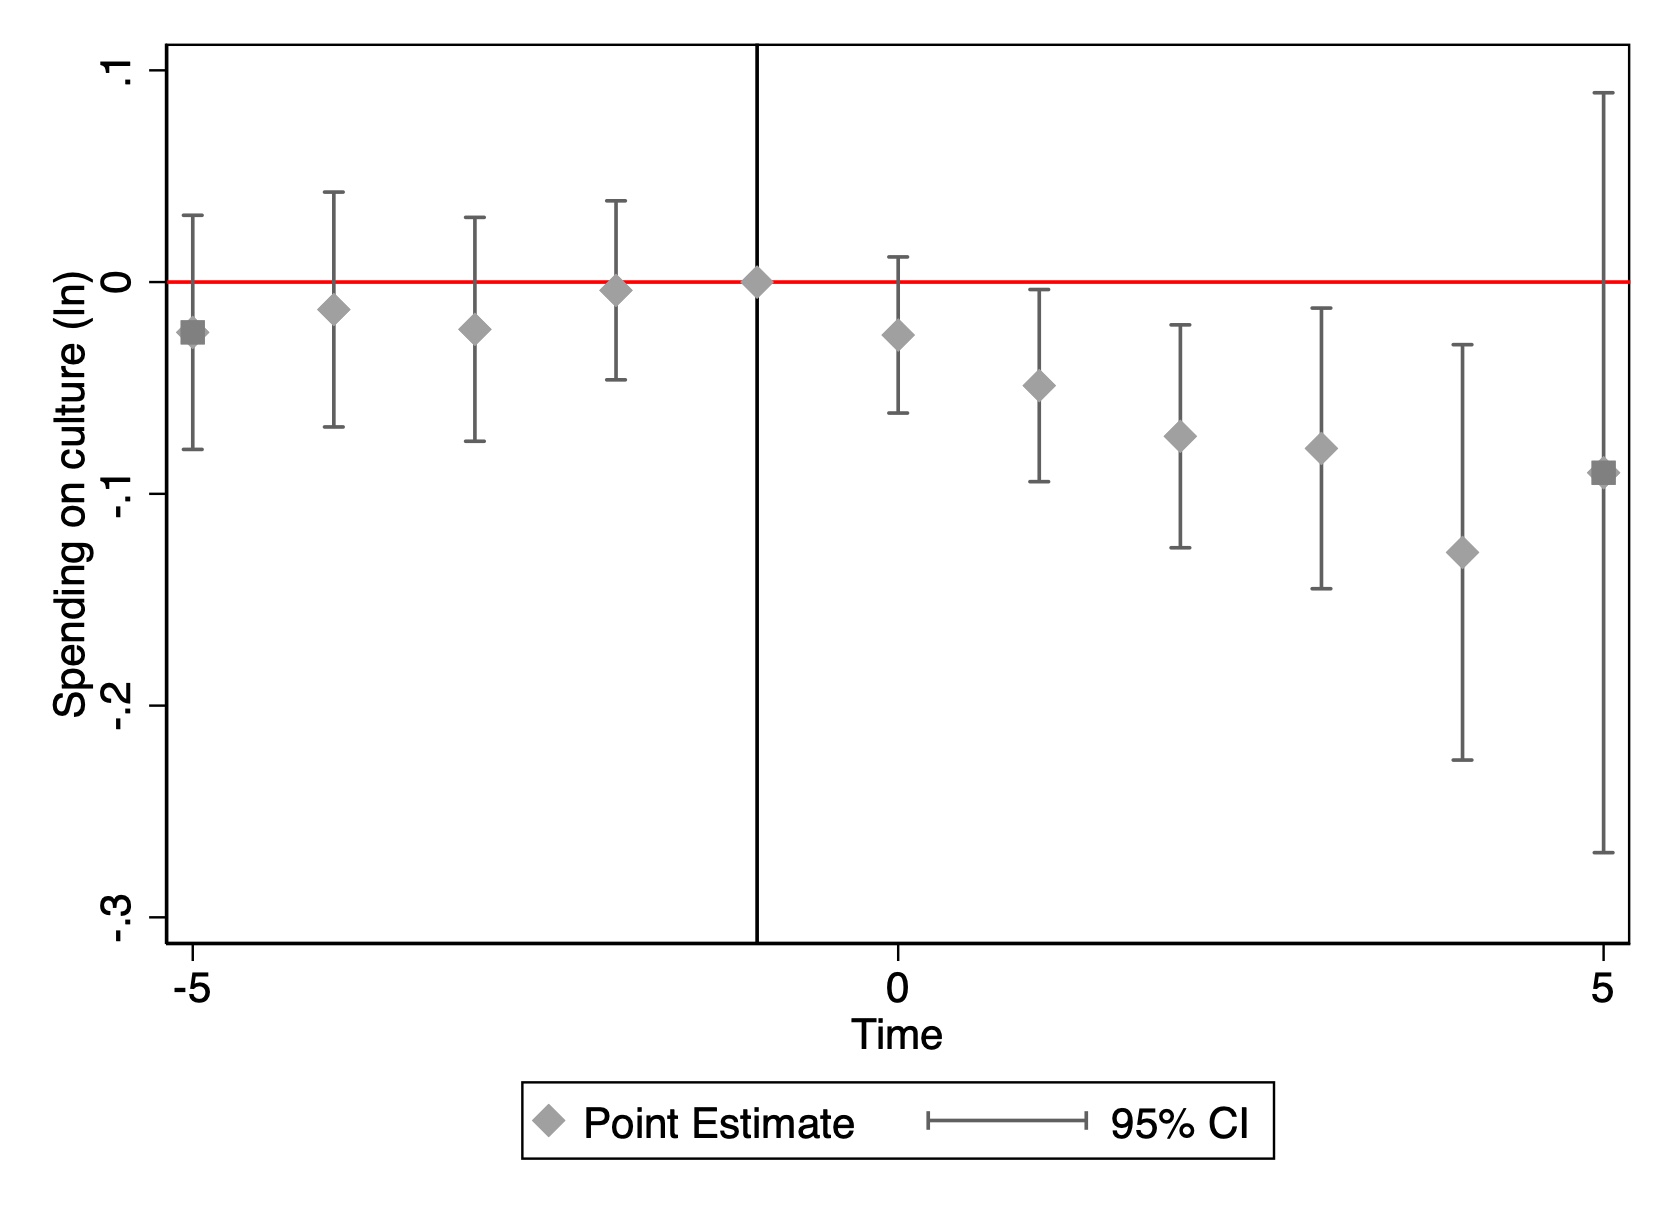 Spending on culture (ln)
.1
0
-.1
-.2
-.3
-5
0
5
Time
Point Estimate
95% CI